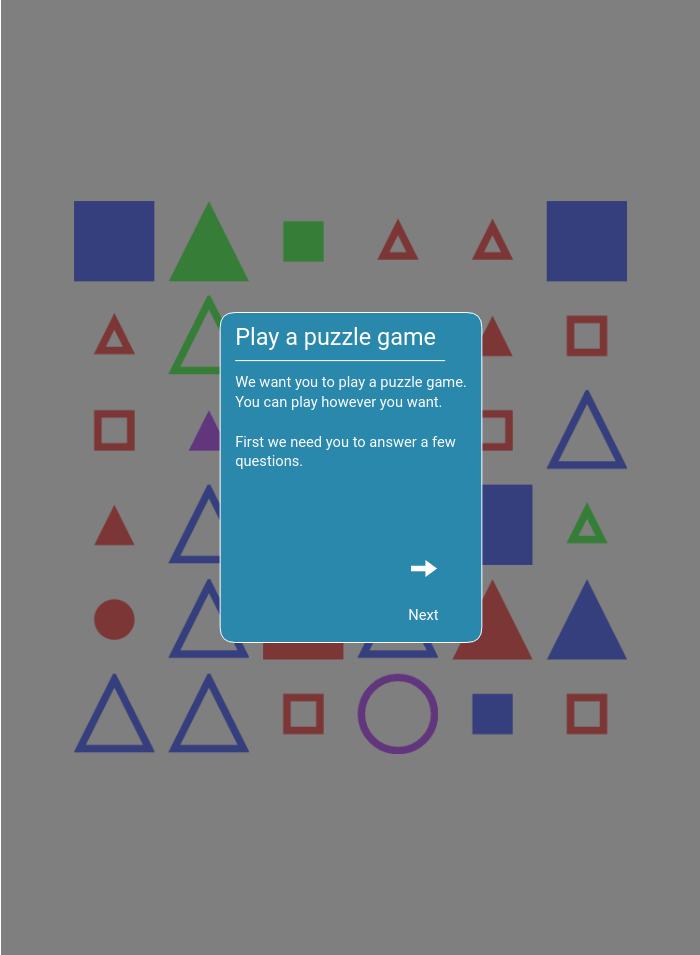 Play a puzzle game
We want you to play a puzzle game.
You can play however you want.
First we need you to answer a few
questions.
Next